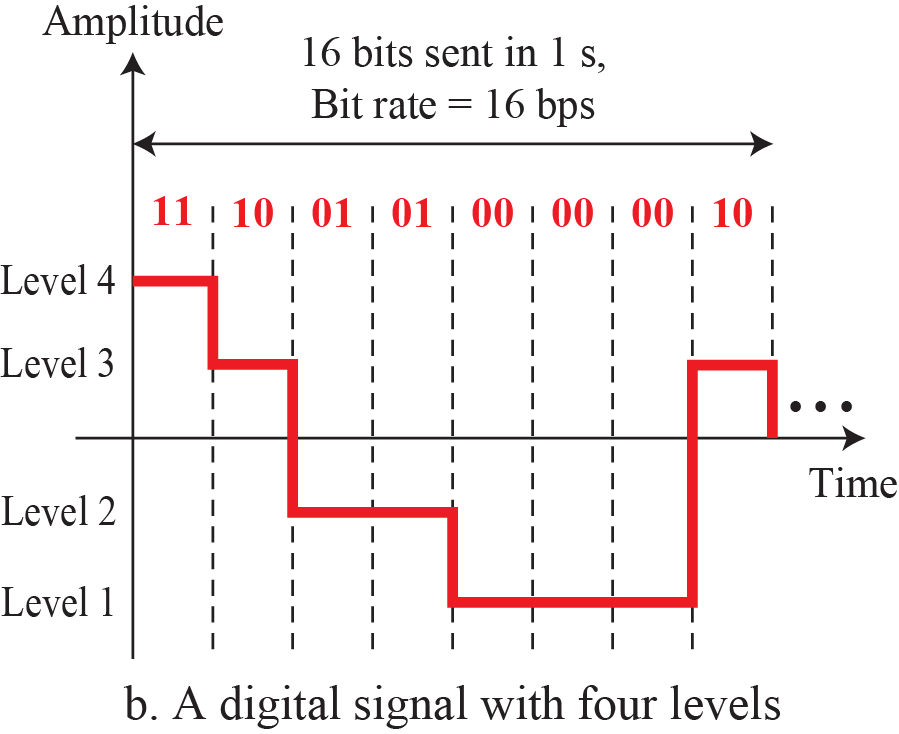 Amplitude
16 bits sent in 1 s,
Bit rate = 16 bps
11 10 01 01 00 00 00 10
Level 4
Level 3
...
Time
Level 2
Level 1
b. A digital signal with four levels